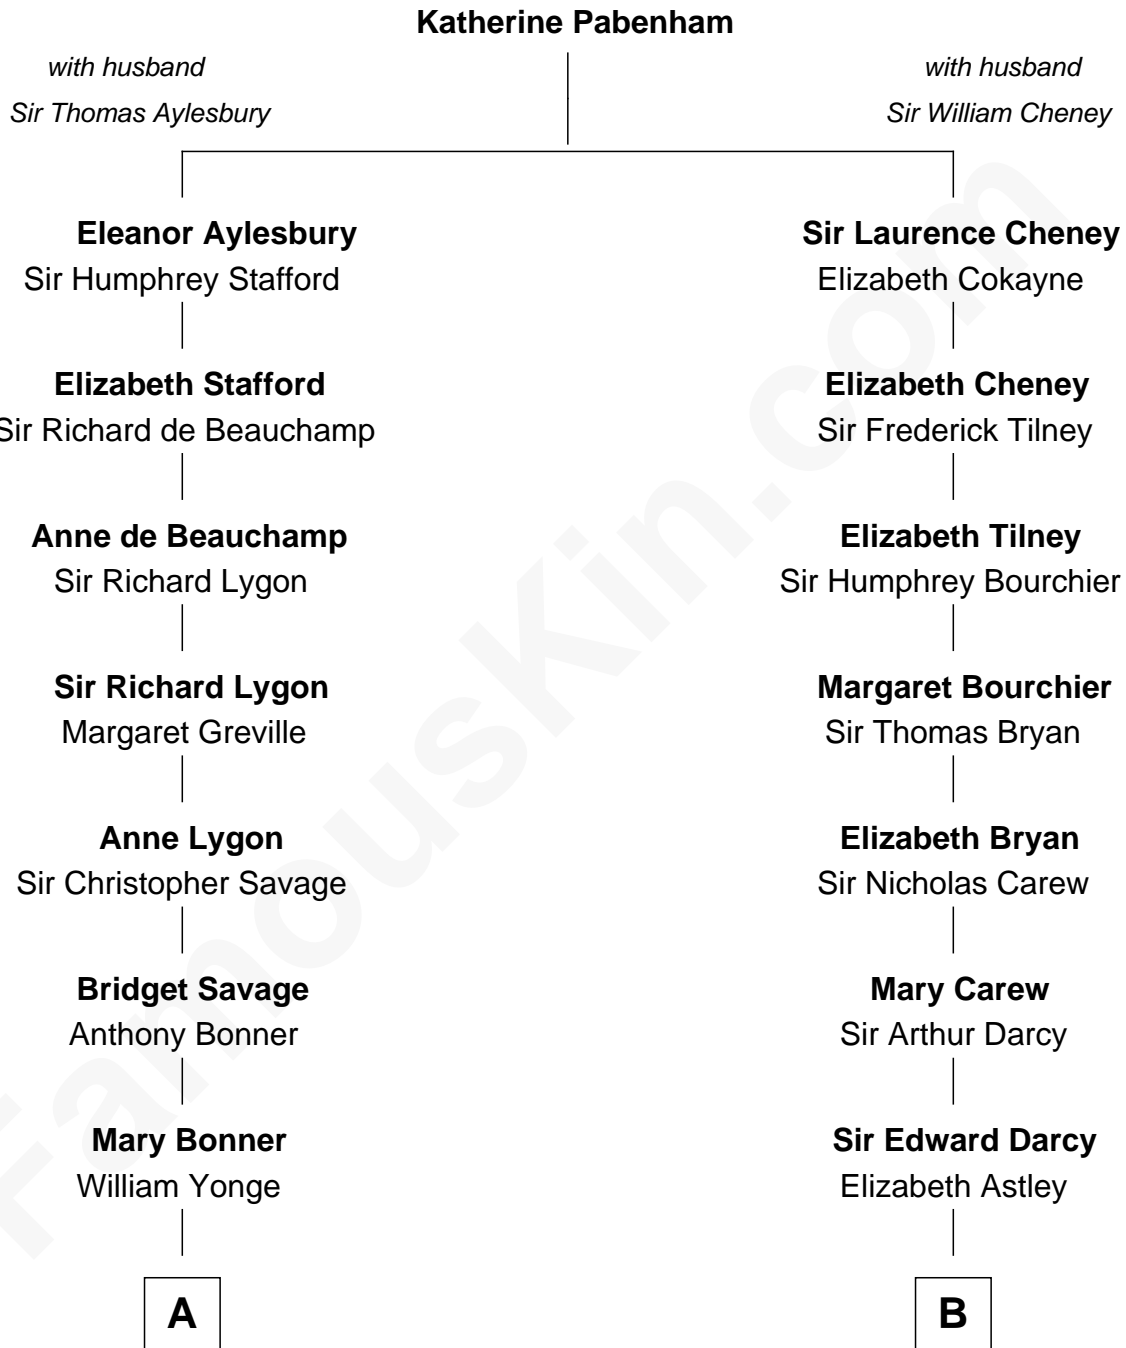 Katherine Pabenham
with husband
Sir Thomas Aylesbury
with husband
Sir William Cheney
Eleanor Aylesbury
Sir Humphrey Stafford
Elizabeth Stafford
Sir Richard de Beauchamp
Anne de Beauchamp
Sir Richard Lygon
Sir Richard Lygon
Margaret Greville
Anne Lygon
Sir Christopher Savage
Bridget Savage
Anthony Bonner
Mary Bonner
William Yonge
A
Sir Laurence Cheney
Elizabeth Cokayne
Elizabeth Cheney
Sir Frederick Tilney
Elizabeth Tilney
Sir Humphrey Bourchier
Margaret Bourchier
Sir Thomas Bryan
Elizabeth Bryan
Sir Nicholas Carew
Mary Carew
Sir Arthur Darcy
Sir Edward Darcy
Elizabeth Astley
B
FamousKin.com